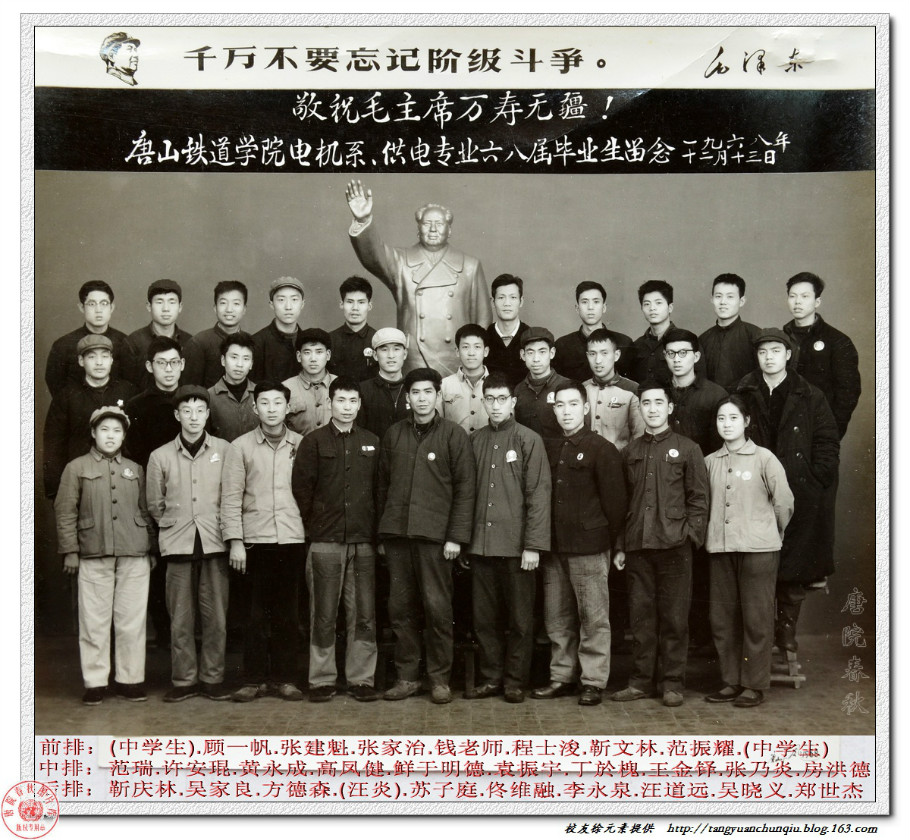 千万不要忘记阶级斗争。 毛泽东
敬祝毛主席万寿无疆！
唐山铁道学院电机系、供电专业六八届毕业生留念 一九六八年十二月十三日
唐院春秋
前排：(中学生).顾一帆.张建魁.张家治.钱老师.程士浚.靳文林.范振耀.(中学生)
中排：范瑞.许安琨.黄永成.高凤健.鲜于明德.袁振宇.丁於槐.王金铎.张乃炎.房洪德
后排：靳庆林.吴家良.方德森.(汪炎).苏子庭.佟维融.李永泉.汪道远.吴晓义.郑世杰
校友徐元素提供 http://tangyuanchunqiu.blog.163.com